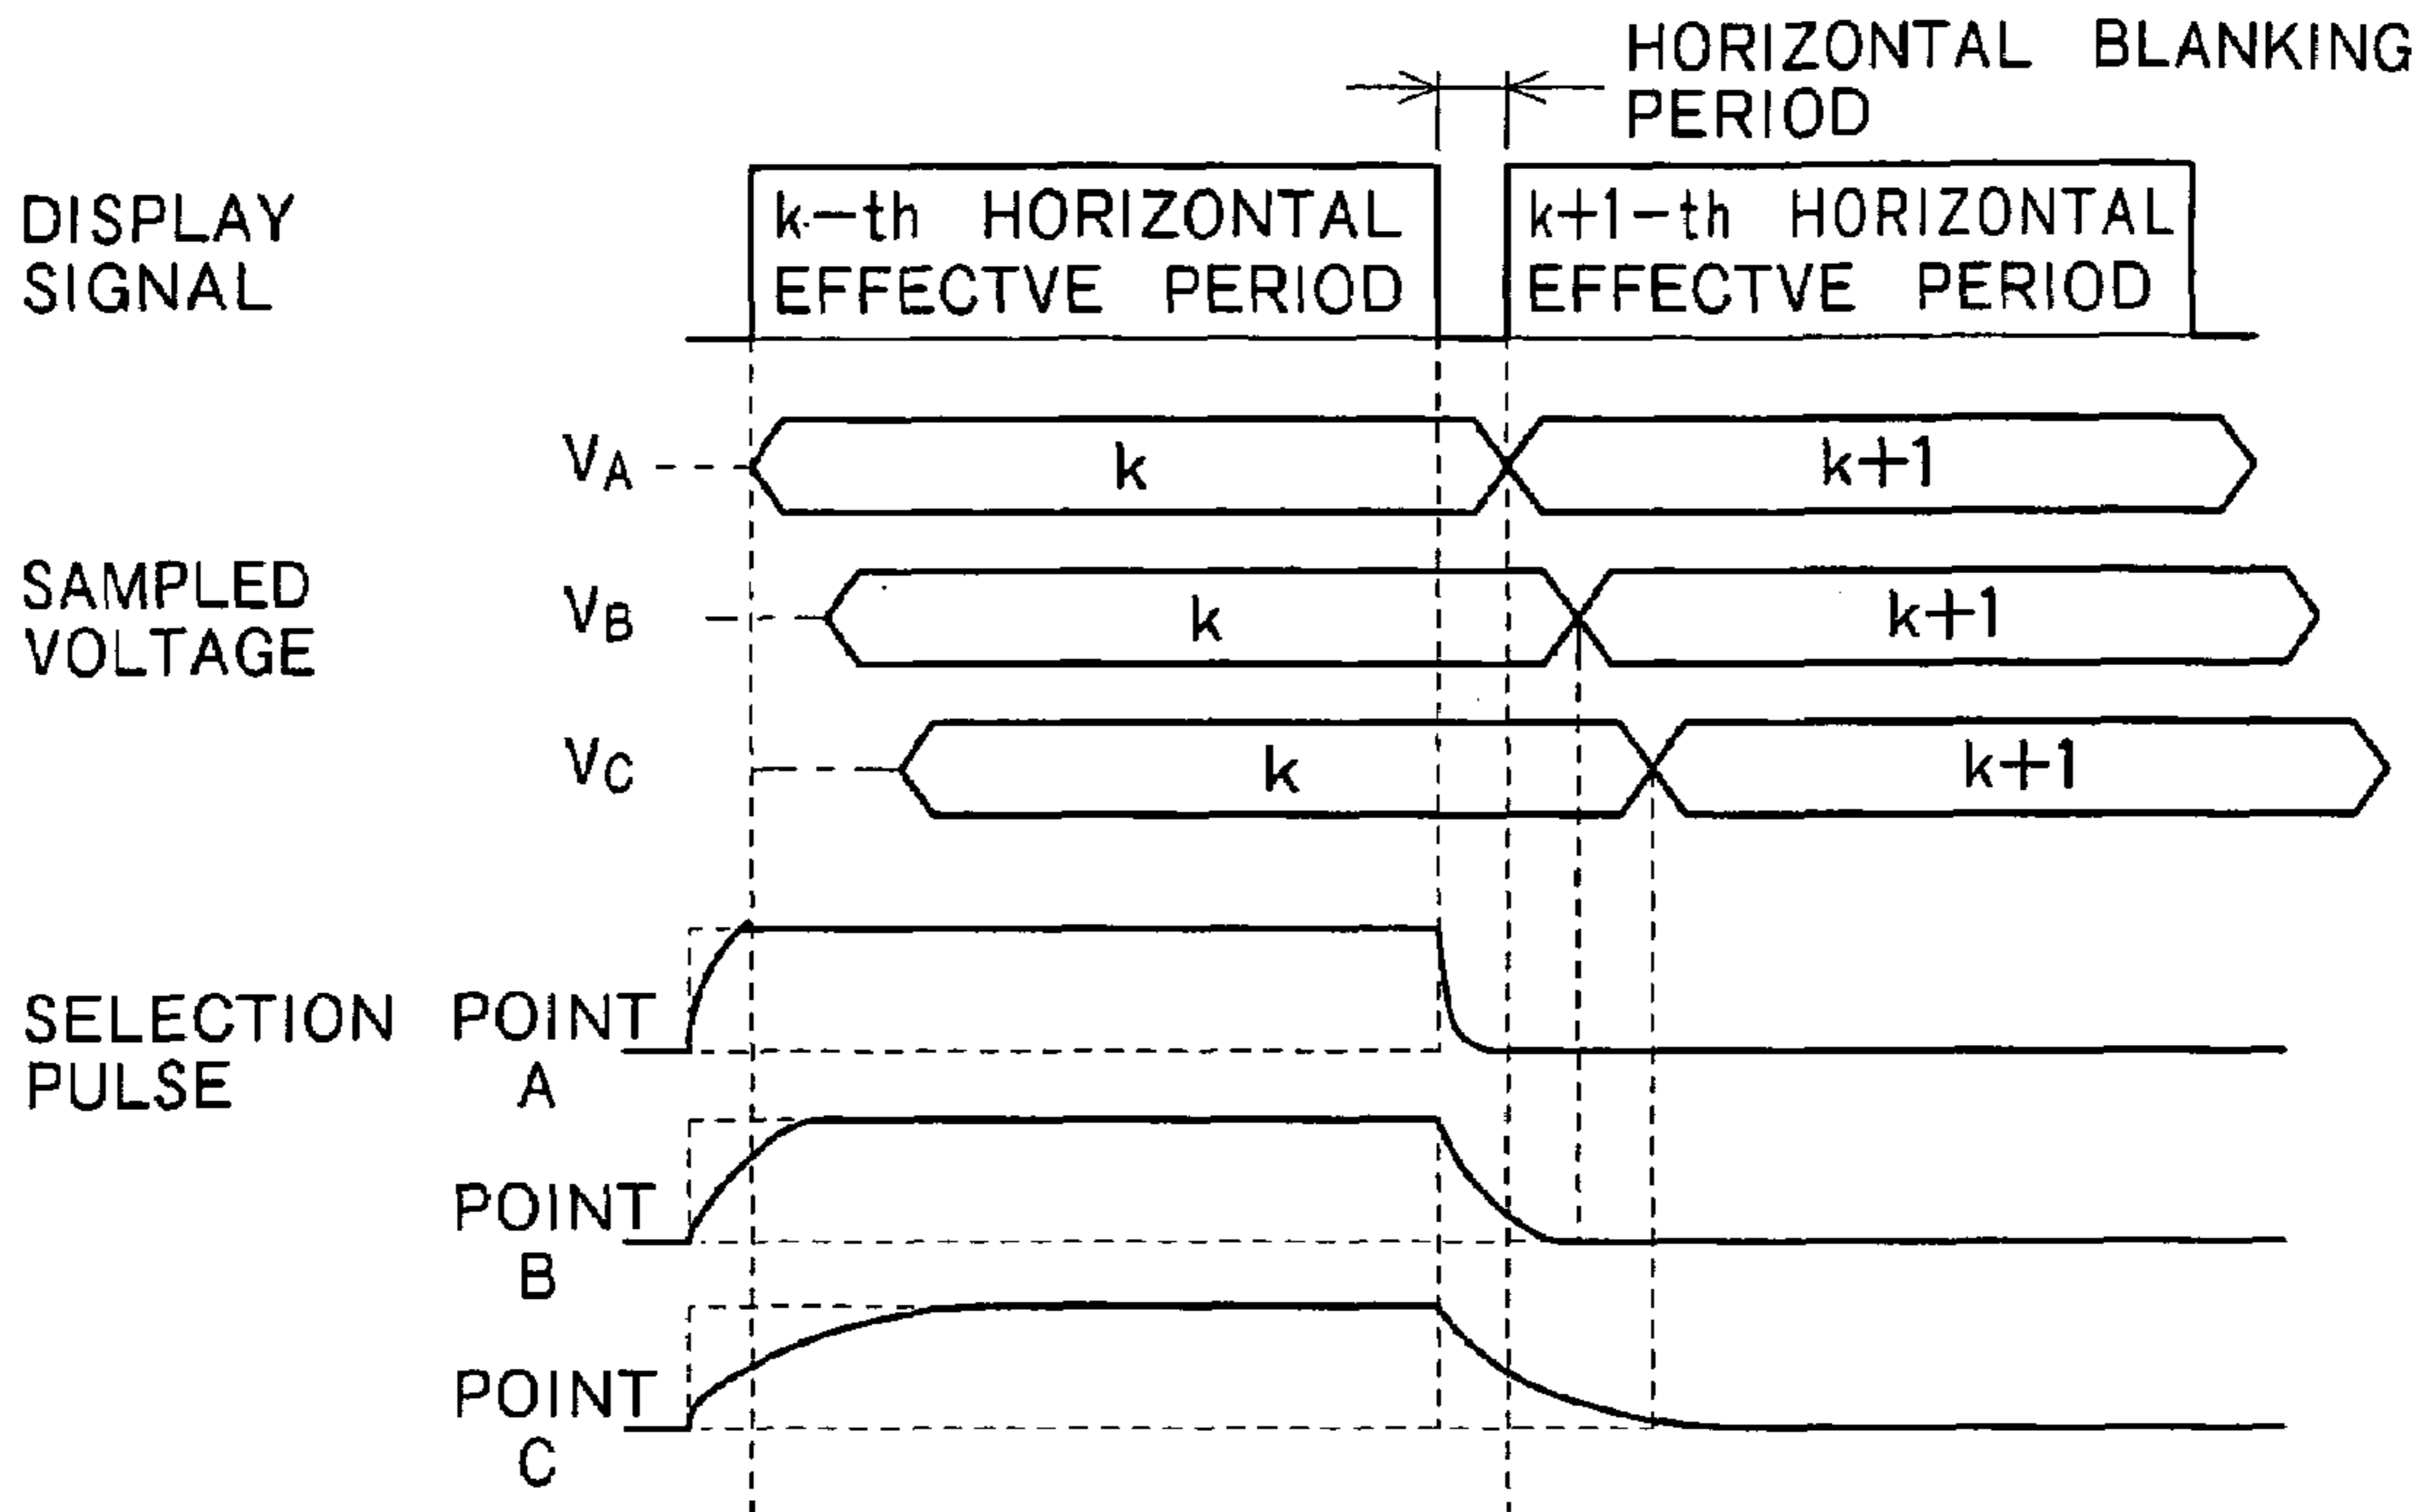 HORIZONTAL BLANKING
PERIOD
DISPLAY
SIGNAL
k-th HORIZONTAL
EFFECTVE PERIOD
k+1-th HORIZONTAL
EFFECTVE PERIOD
VA
k
k+1
SAMPLED
VOLTAGE
VB
k
k+1
VC
k
k+1
SELECTION
PULSE
POINT
A
POINT
B
POINT
C